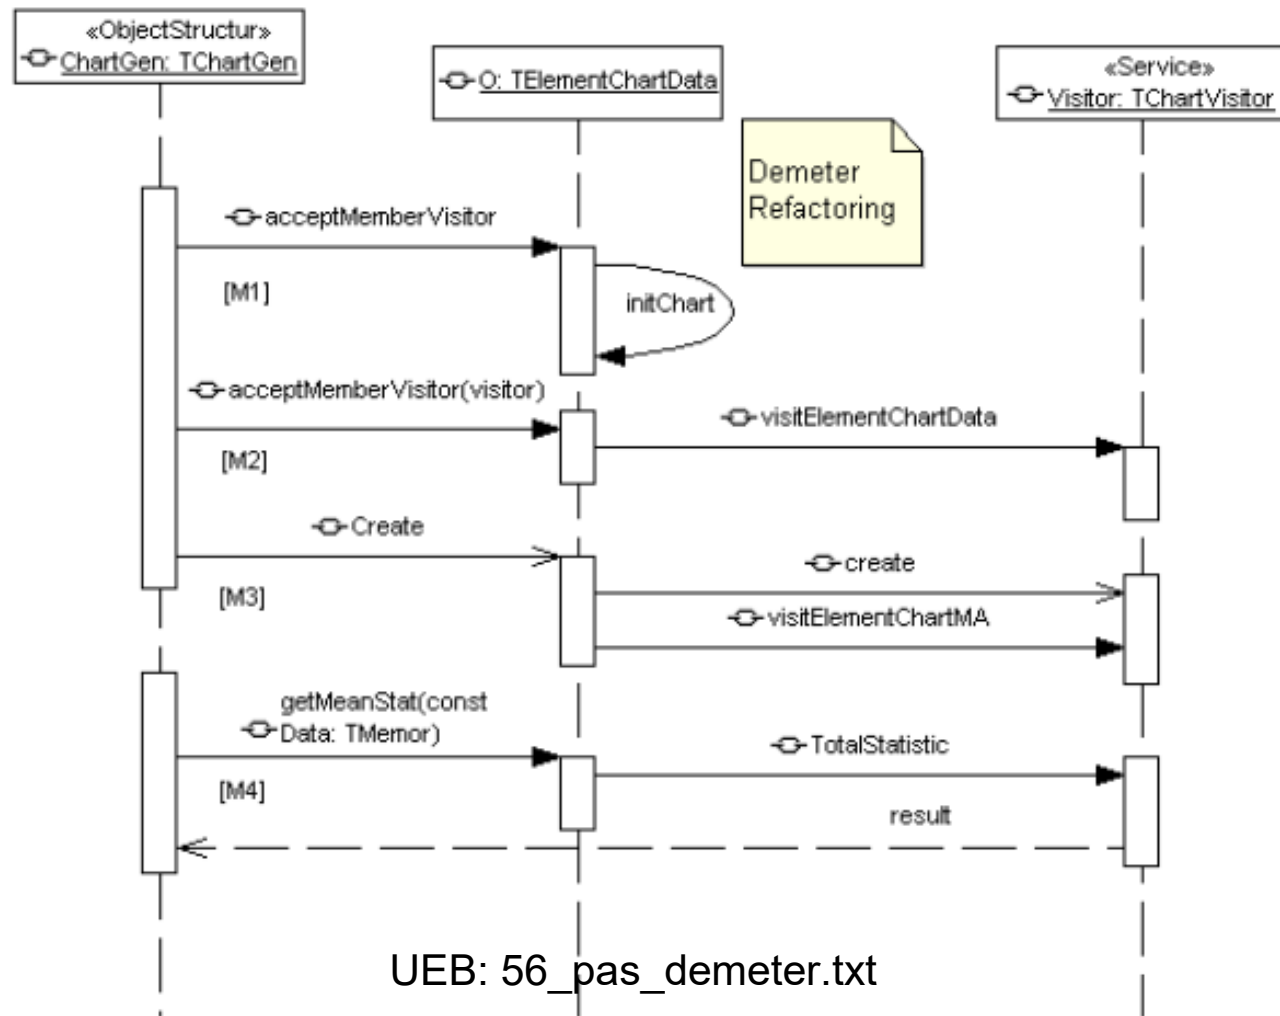 «ObjectStructur»
ChartGen: TChartGen
O: TElementChartData
«Service»
Visitor: TChartVisitor
Demeter
Refactoring
acceptMemberVisitor
[M1]
initChart
acceptMemberVisitor(visitor)
visitElementChartData
[M2]
Create
create
[M3]
visitElementChartMA
getMeanStat(const
Data: TMemor)
TotalStatistic
[M4]
result
UEB: 56_pas_demeter.txt